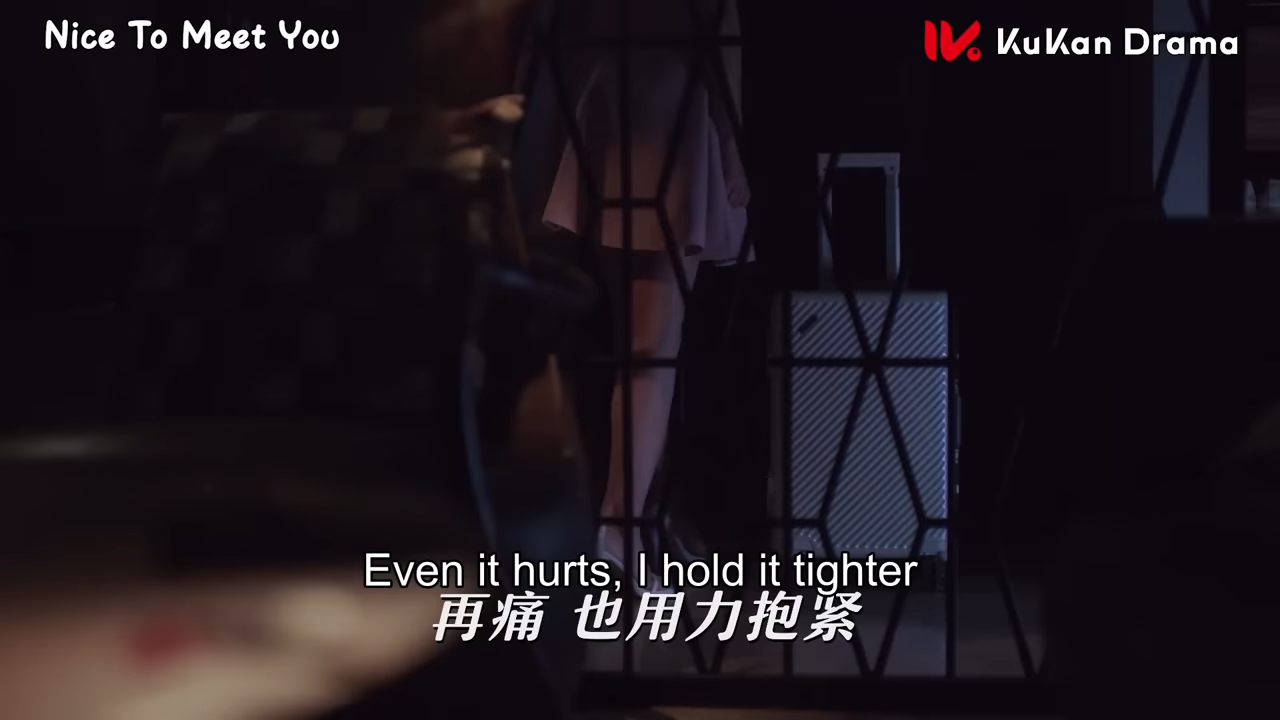 Nice To Meet You
KuKan Drama
Even it hurts, I hold it tighter
再痛 也用力抱紧